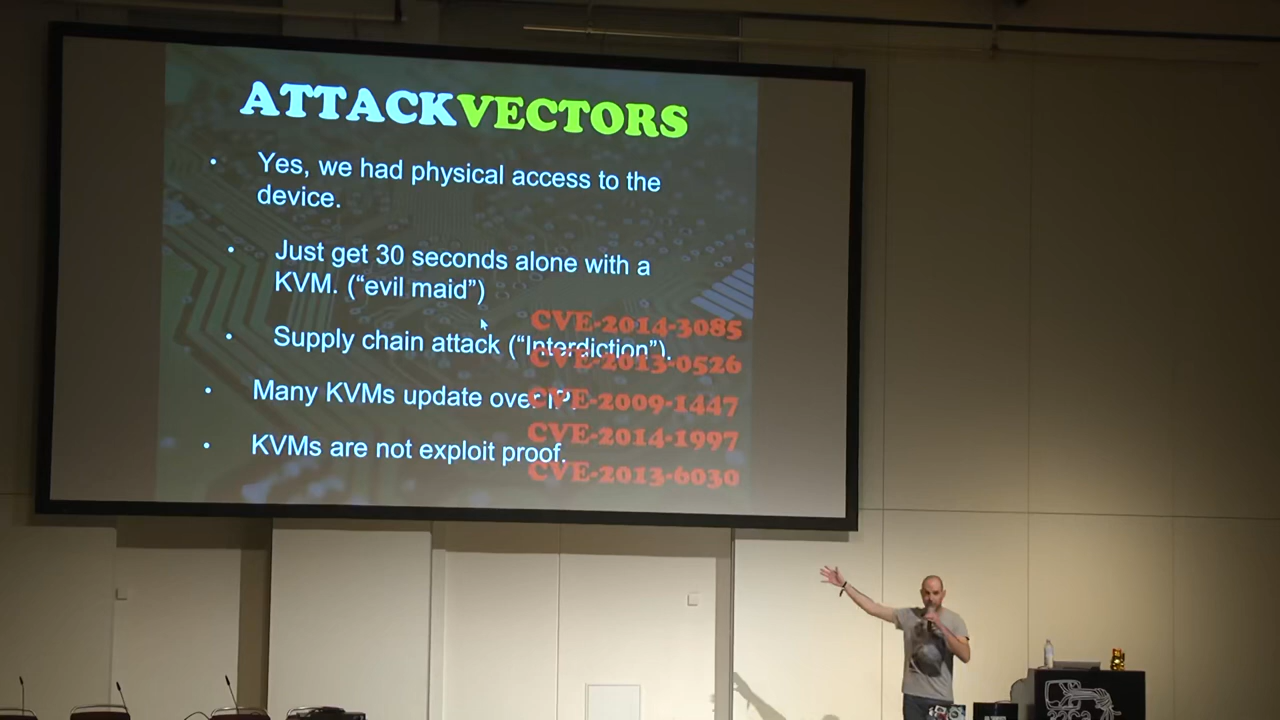 ATTACKVECTORS
• Yes, we had physical access to the
device.
• Just get 30 seconds alone with a
KVM. ("evil maid")
• Supply chain attack ("Interdiction").
• Many KVMs update over IP.
• KVMs are not exploit proof.
CVE-2014-3085
CVE-2013-0526
CVE-2009-1447
CVE-2014-1997
CVE-2013-6030